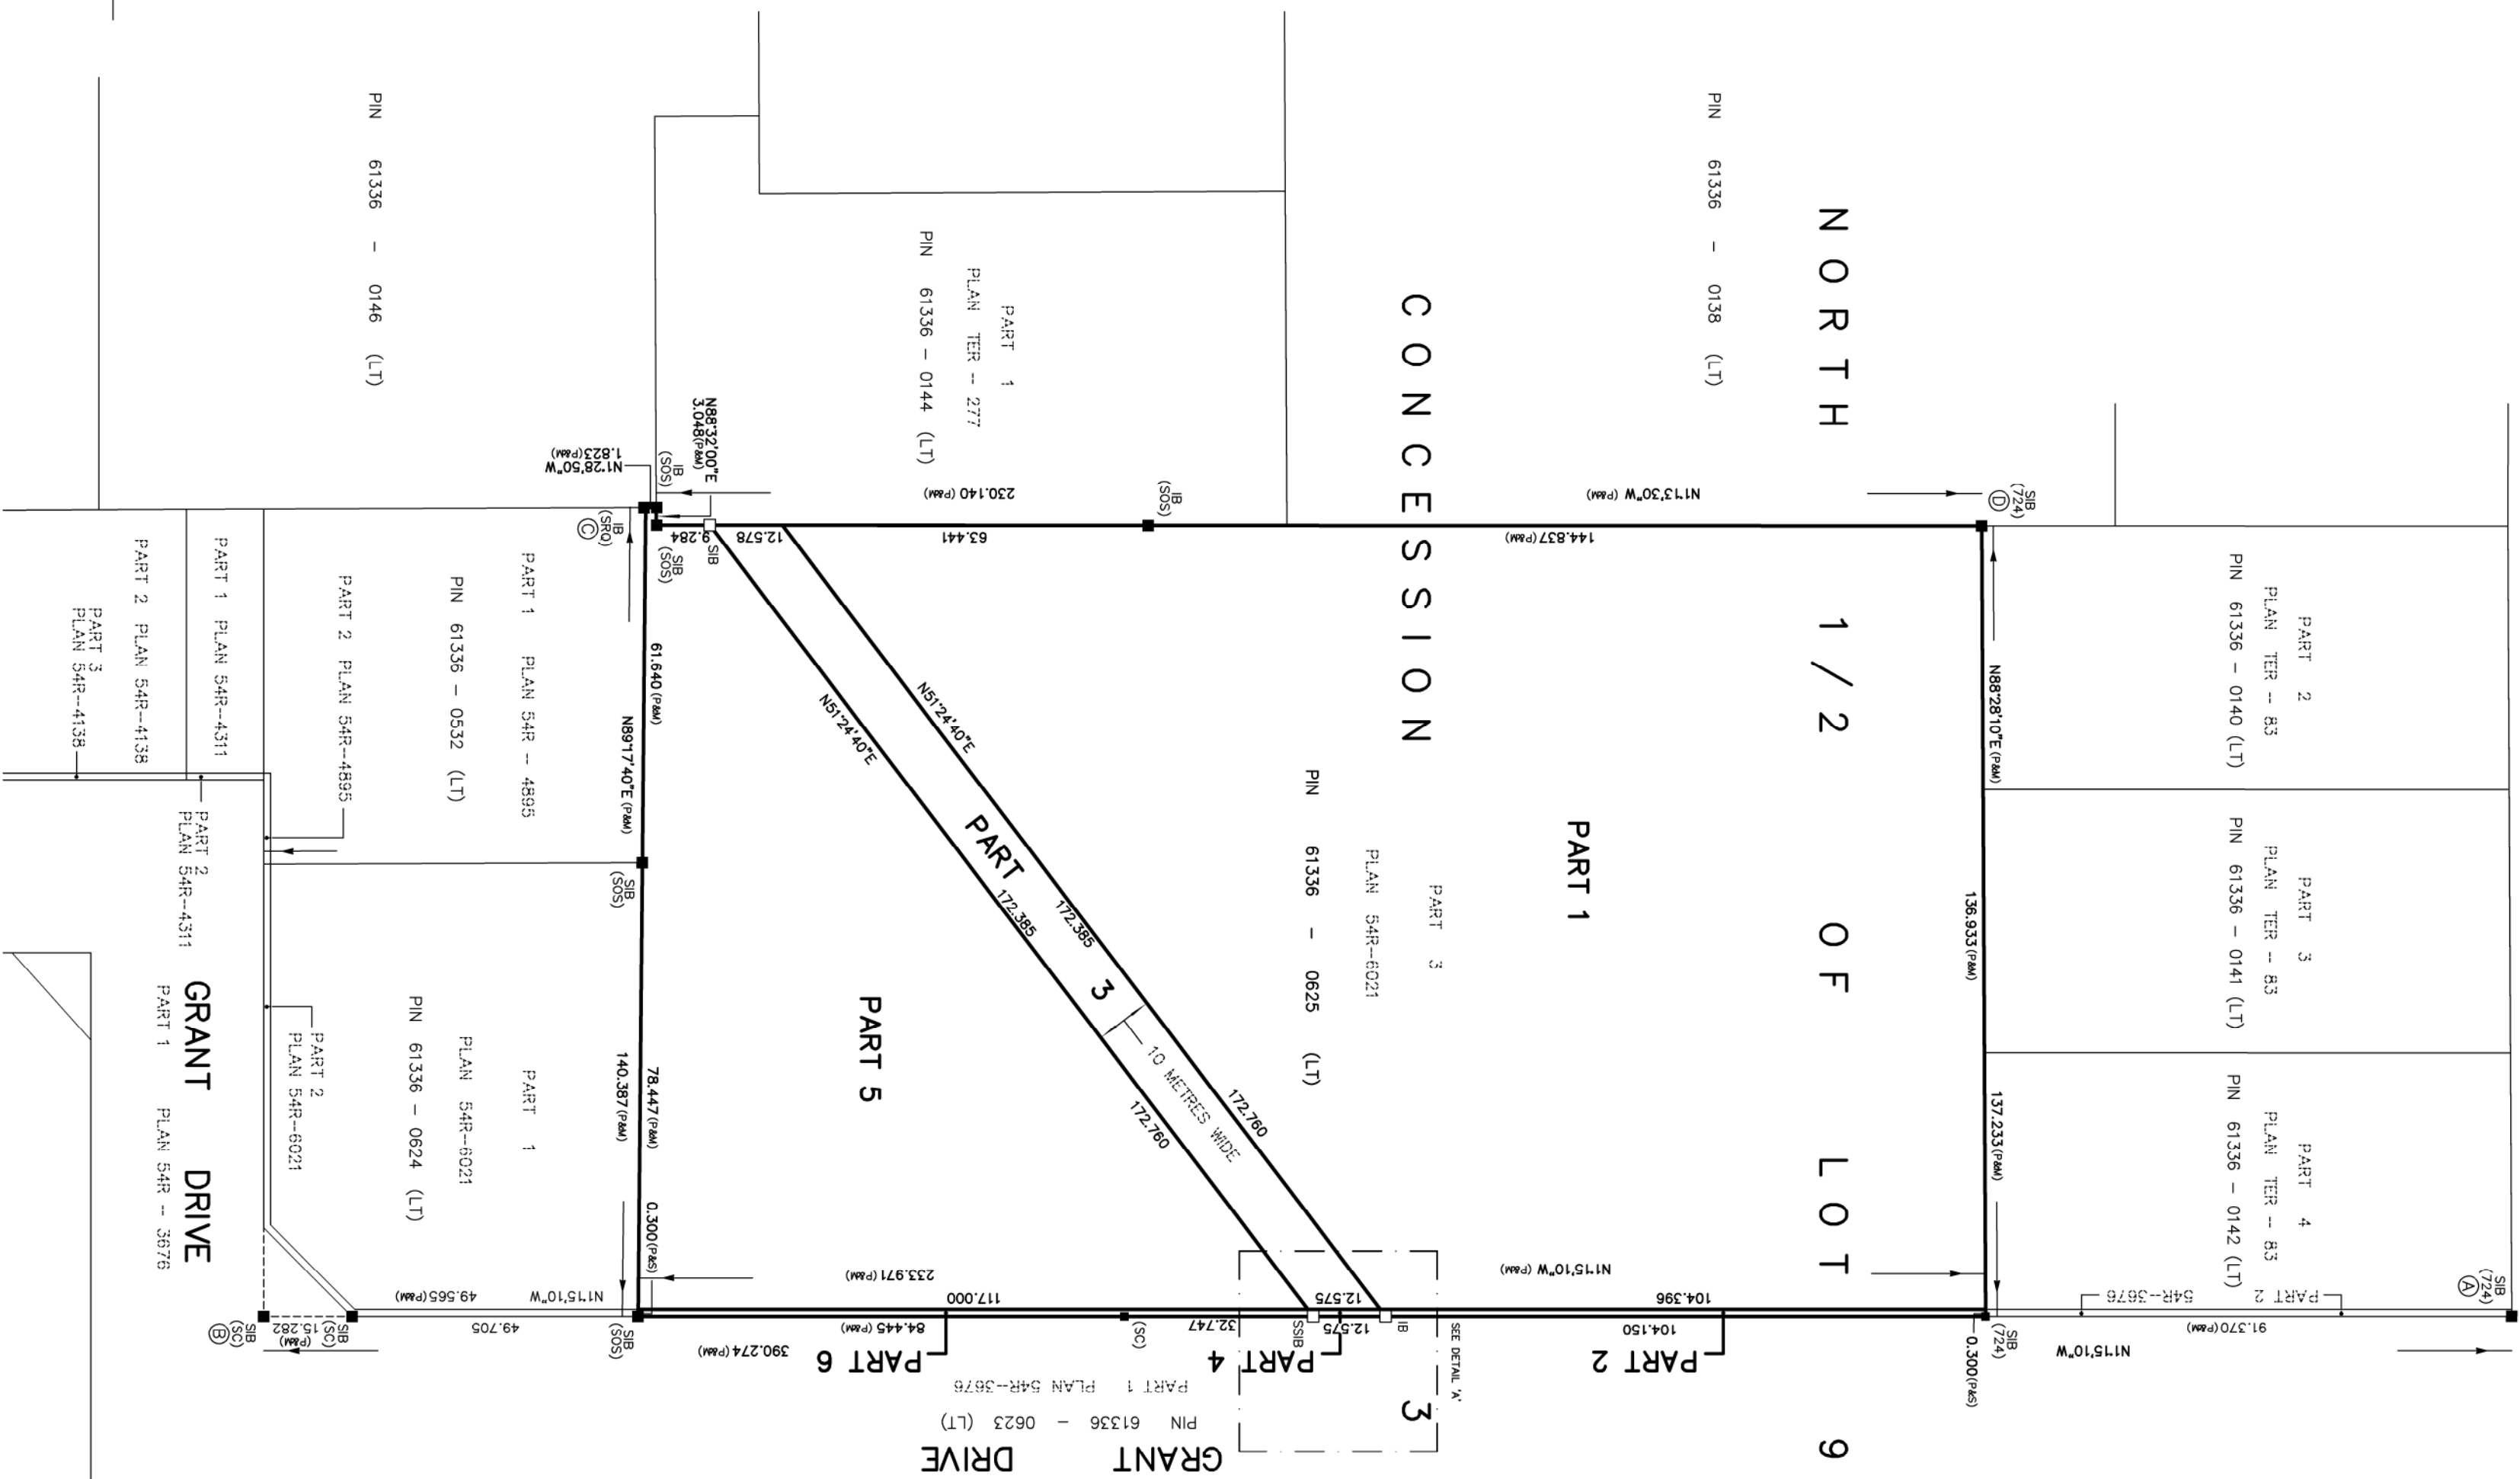 NORTH 1/2 OF LOT 9
CONCESSION 3
PIN 61336 - 0138 (LT)
PART 1
PLAN TER -- 277
PIN 61336 - 0144 (LT)
PIN 61336 - 0146 (LT)
PART 2
PLAN TER -- 83
PIN 61336 - 0140 (LT)
PART 3
PLAN TER -- 83
PIN 61336 - 0141 (LT)
PART 4
PLAN TER -- 83
PIN 61336 - 0142 (LT)
SIB
(724)
A
PART 2 54R--3676
91.370 (P&M)
N1°15'10"W
SIB
(724)
D
N88°28'10"E (P&M)
136.933 (P&M)
137.233 (P&M)
SIB
(724)
0.300 (P&S)
N1°13'30"W (P&M)
144.837 (P&M)
IB
(SOS)
230.140 (P&M)
63.441
12.578
9.284
SIB
N88°32'00"E
3.048 (P&M)
IB
(SOS)
SIB
(SOS)
N1°28'50"W
1.823 (P&M)
IB
(SRQ)
C
PART 1
PART 3
PLAN 54R--6021
PIN 61336 - 0625 (LT)
N51°24'40"E
172.385
172.760
PART 3
10 METRES WIDE
N51°24'40"E
172.385
172.760
PART 5
N1°15'10"W (P&M)
104.396
104.150
PART 2
12.575
12.575
IB
SSIB
PART 4
SEE DETAIL 'A'
32.747
(SC)
117.000
233.971 (P&M)
84.445 (P&M)
PART 6
390.274 (P&M)
PART 1 PLAN 54R--3676
PIN 61336 - 0623 (LT)
GRANT DRIVE
61.640 (P&M)
N89°17'40"E (P&M)
SIB
(SOS)
78.447 (P&M)
140.387 (P&M)
0.300 (P&S)
SIB
(SOS)
PART 1 PLAN 54R -- 4895
PIN 61336 - 0532 (LT)
PART 2 PLAN 54R--4895
PART 1 PLAN 54R--4311
PART 2 PLAN 54R--4138
PART 3
PLAN 54R--4138
PART 2
PLAN 54R--4311
PART 1
PLAN 54R--6021
PIN 61336 - 0624 (LT)
PART 2
PLAN 54R--6021
N1°15'10"W 49.565 (P&M)
49.705
SIB
(SC)
15.282
(P&M)
SIB
(SC)
B
GRANT DRIVE
PART 1 PLAN 54R -- 3676